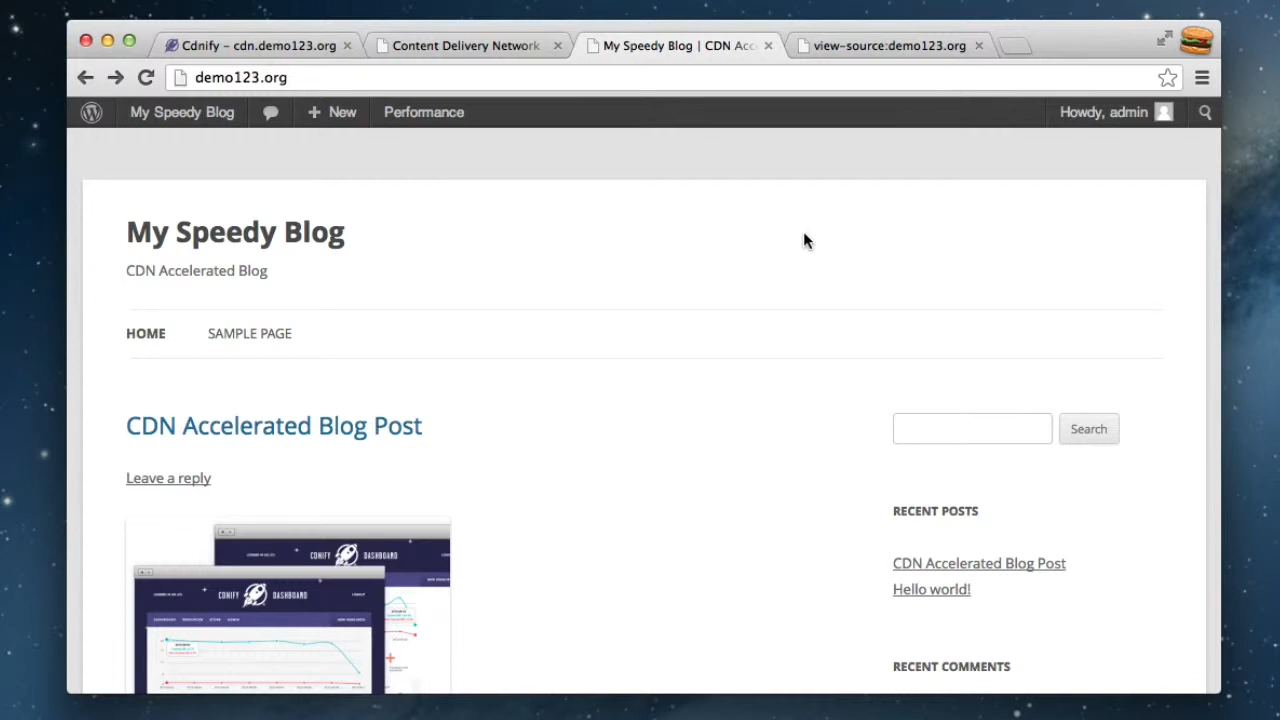 Cdnify – cdn.demo123.org
Content Delivery Network
My Speedy Blog | CDN Acc
view-source:demo123.org
demo123.org
My Speedy Blog
New
Performance
Howdy, admin
My Speedy Blog
CDN Accelerated Blog
HOME
SAMPLE PAGE
CDN Accelerated Blog Post
Search
Leave a reply
RECENT POSTS
CDN Accelerated Blog Post
Hello world!
RECENT COMMENTS
CDNIFY DASHBOARD
CDNIFY DASHBOARD